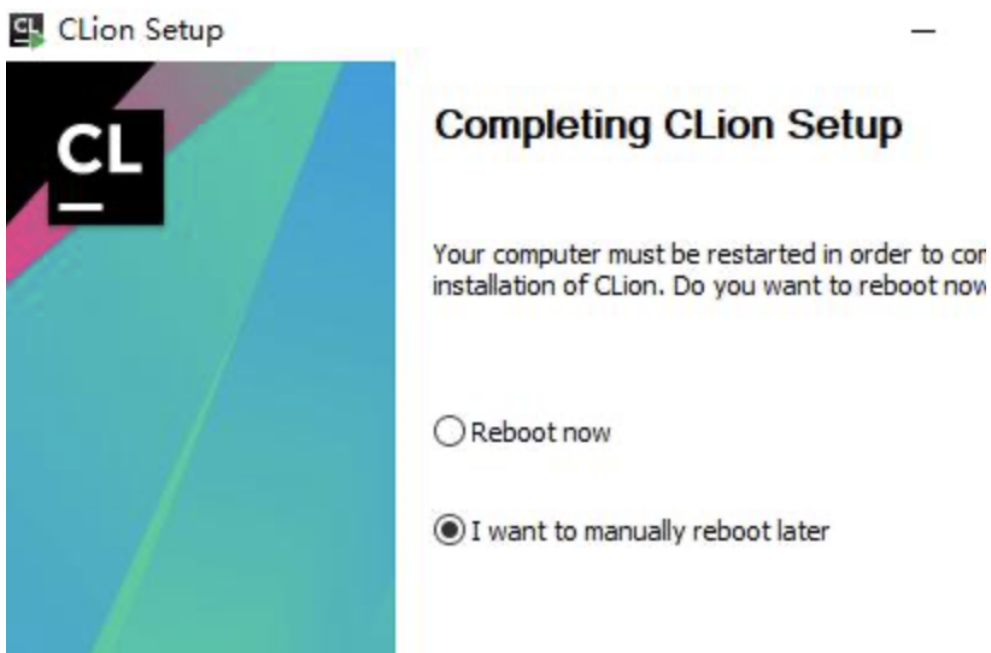 CLion Setup
CL
Completing CLion Setup
Your computer must be restarted in order to
installation of CLion. Do you want to reboot now
Reboot now
I want to manually reboot later